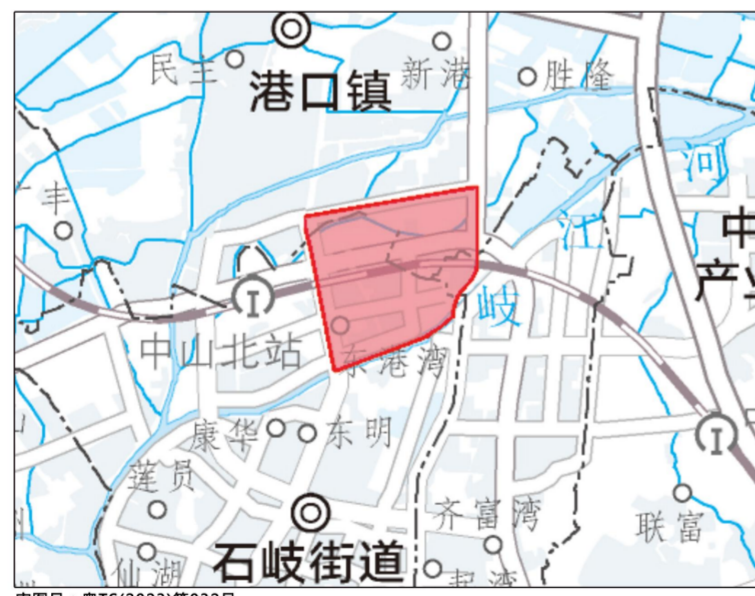 民主
新港
胜隆
港口镇
丰
河
江
中
产业
岐
中山北站
东港湾
康华
东明
莲员
齐富湾
联富
石岐街道
仙湖